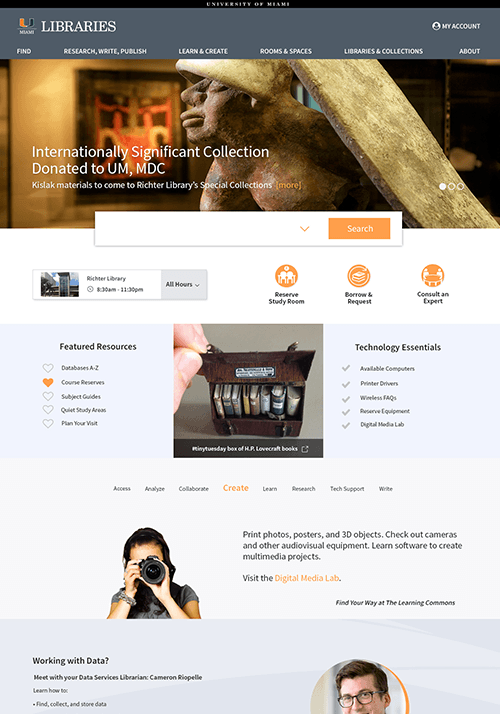 UNIVERSITY OF MIAMI
U
MIAMI
LIBRARIES
MY ACCOUNT
FIND
RESEARCH, WRITE, PUBLISH
LEARN & CREATE
ROOMS & SPACES
LIBRARIES & COLLECTIONS
ABOUT
Internationally Significant Collection
Donated to UM, MDC
Kislak materials to come to Richter Library's Special Collections [more]
Search
Richter Library
8:30am - 11:30pm
All Hours
Reserve
Study Room
Borrow &
Request
Consult an
Expert
Featured Resources
Databases A-Z
Course Reserves
Subject Guides
Quiet Study Areas
Plan Your Visit
#tinytuesday box of H.P. Lovecraft books
Technology Essentials
Available Computers
Printer Drivers
Wireless FAQs
Reserve Equipment
Digital Media Lab
Access
Analyze
Collaborate
Create
Learn
Research
Tech Support
Write
Print photos, posters, and 3D objects. Check out cameras
and other audiovisual equipment. Learn software to create
multimedia projects.
Visit the Digital Media Lab.
Find Your Way at The Learning Commons
Working with Data?
Meet with your Data Services Librarian: Cameron Riopelle
Learn how to:
• Find, collect, and store data